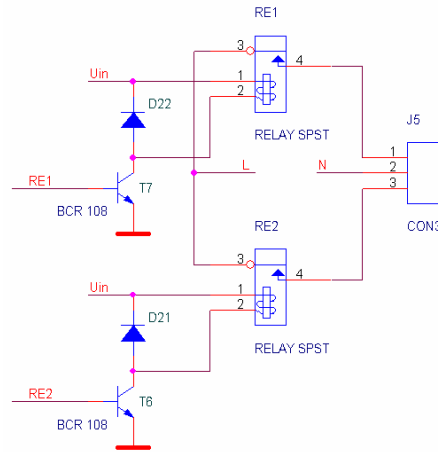 RE1
3
4
Uin
1
2
D22
J5
RELAY SPST
1
L
N
2
RE1
T7
3
BCR 108
RE2
CON3
3
4
Uin
1
2
D21
RELAY SPST
RE2
T6
BCR 108